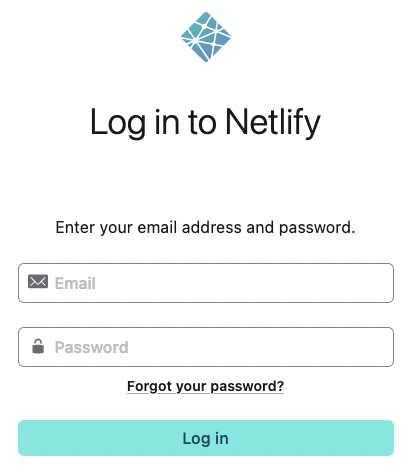 Log in to Netlify
Enter your email address and password.
Email
Password
Forgot your password?
Log in